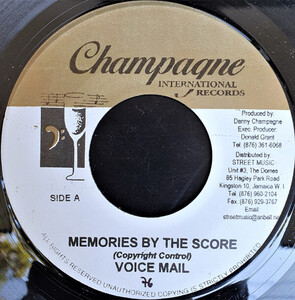 Champagne
INTERNATIONAL
RECORDS
Produced by:
Danny Champagne
Exec. Producer:
Donald Grant
Tel: (876) 361-6068
Distributed by
STREET MUSIC
Unit #3, The Domes
85 Hagley Park Road
Kingston 10, Jamaica W.I
Tel: (876) 960-2104
Fax: (876) 929-3767
Email:
streetmusic@anbell.net
SIDE A
MEMORIES BY THE SCORE
(Copyright Control)
VOICE MAIL
ALL RIGHTS RESERVED UNAUTHORIZED COPYING IS STRICTLY PROHIBITED